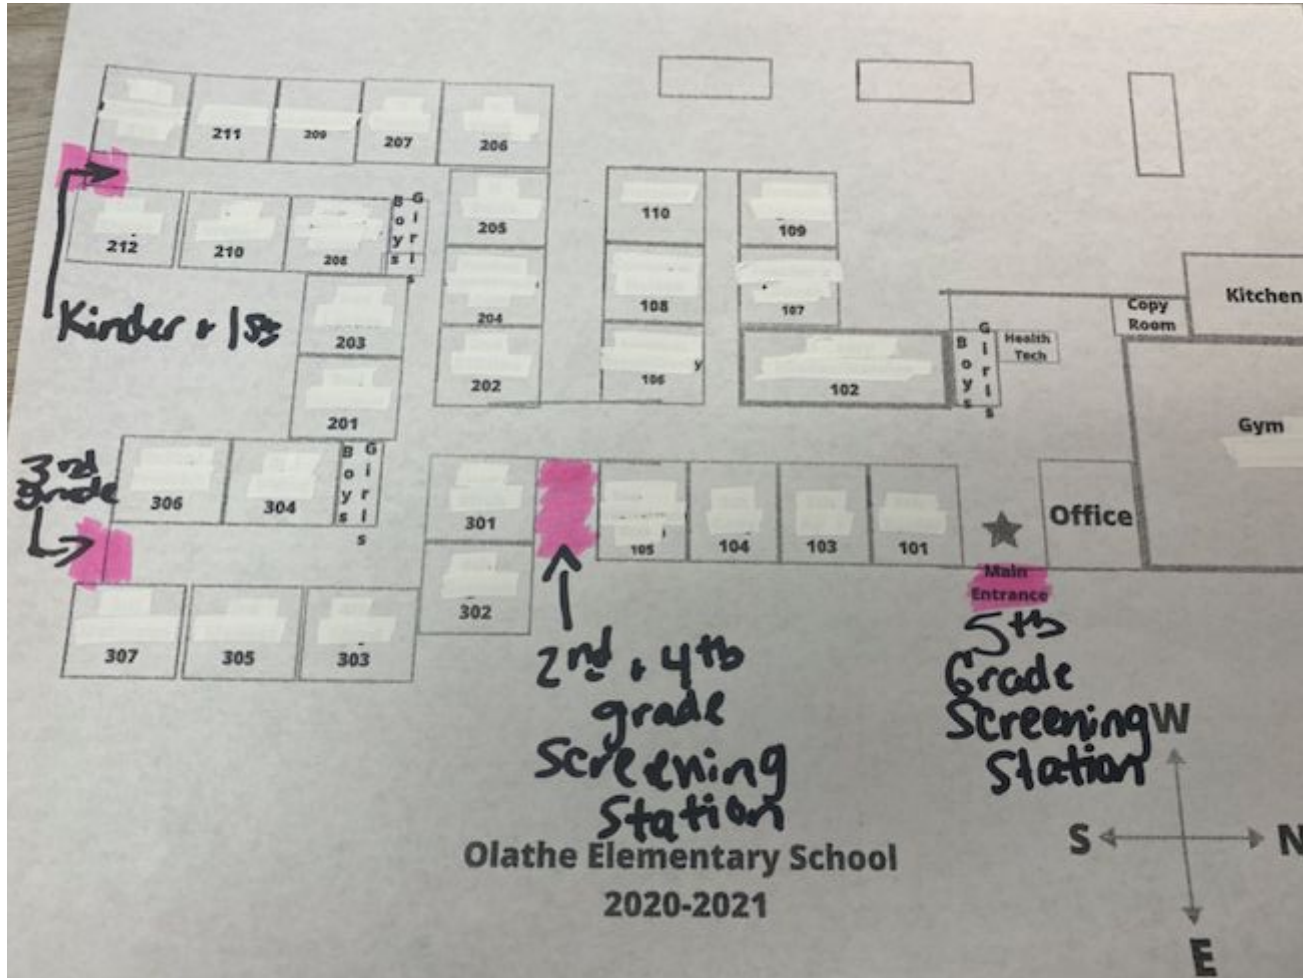 211
209
207
206
212
210
208
Boys
Girls
205
110
109
204
108
107
Kinder & 1st
203
202
106
y
102
Boys
Girls
Health
Tech
Copy
Room
Kitchen
Gym
201
3nd
grade
306
304
Boys
Girls
301
105
104
103
101
Office
Main
Entrance
307
305
303
302
2nd & 4th
grade
Screening
Station
5th
Grade
Screening
Station
W
S
N
E
Olathe Elementary School
2020-2021